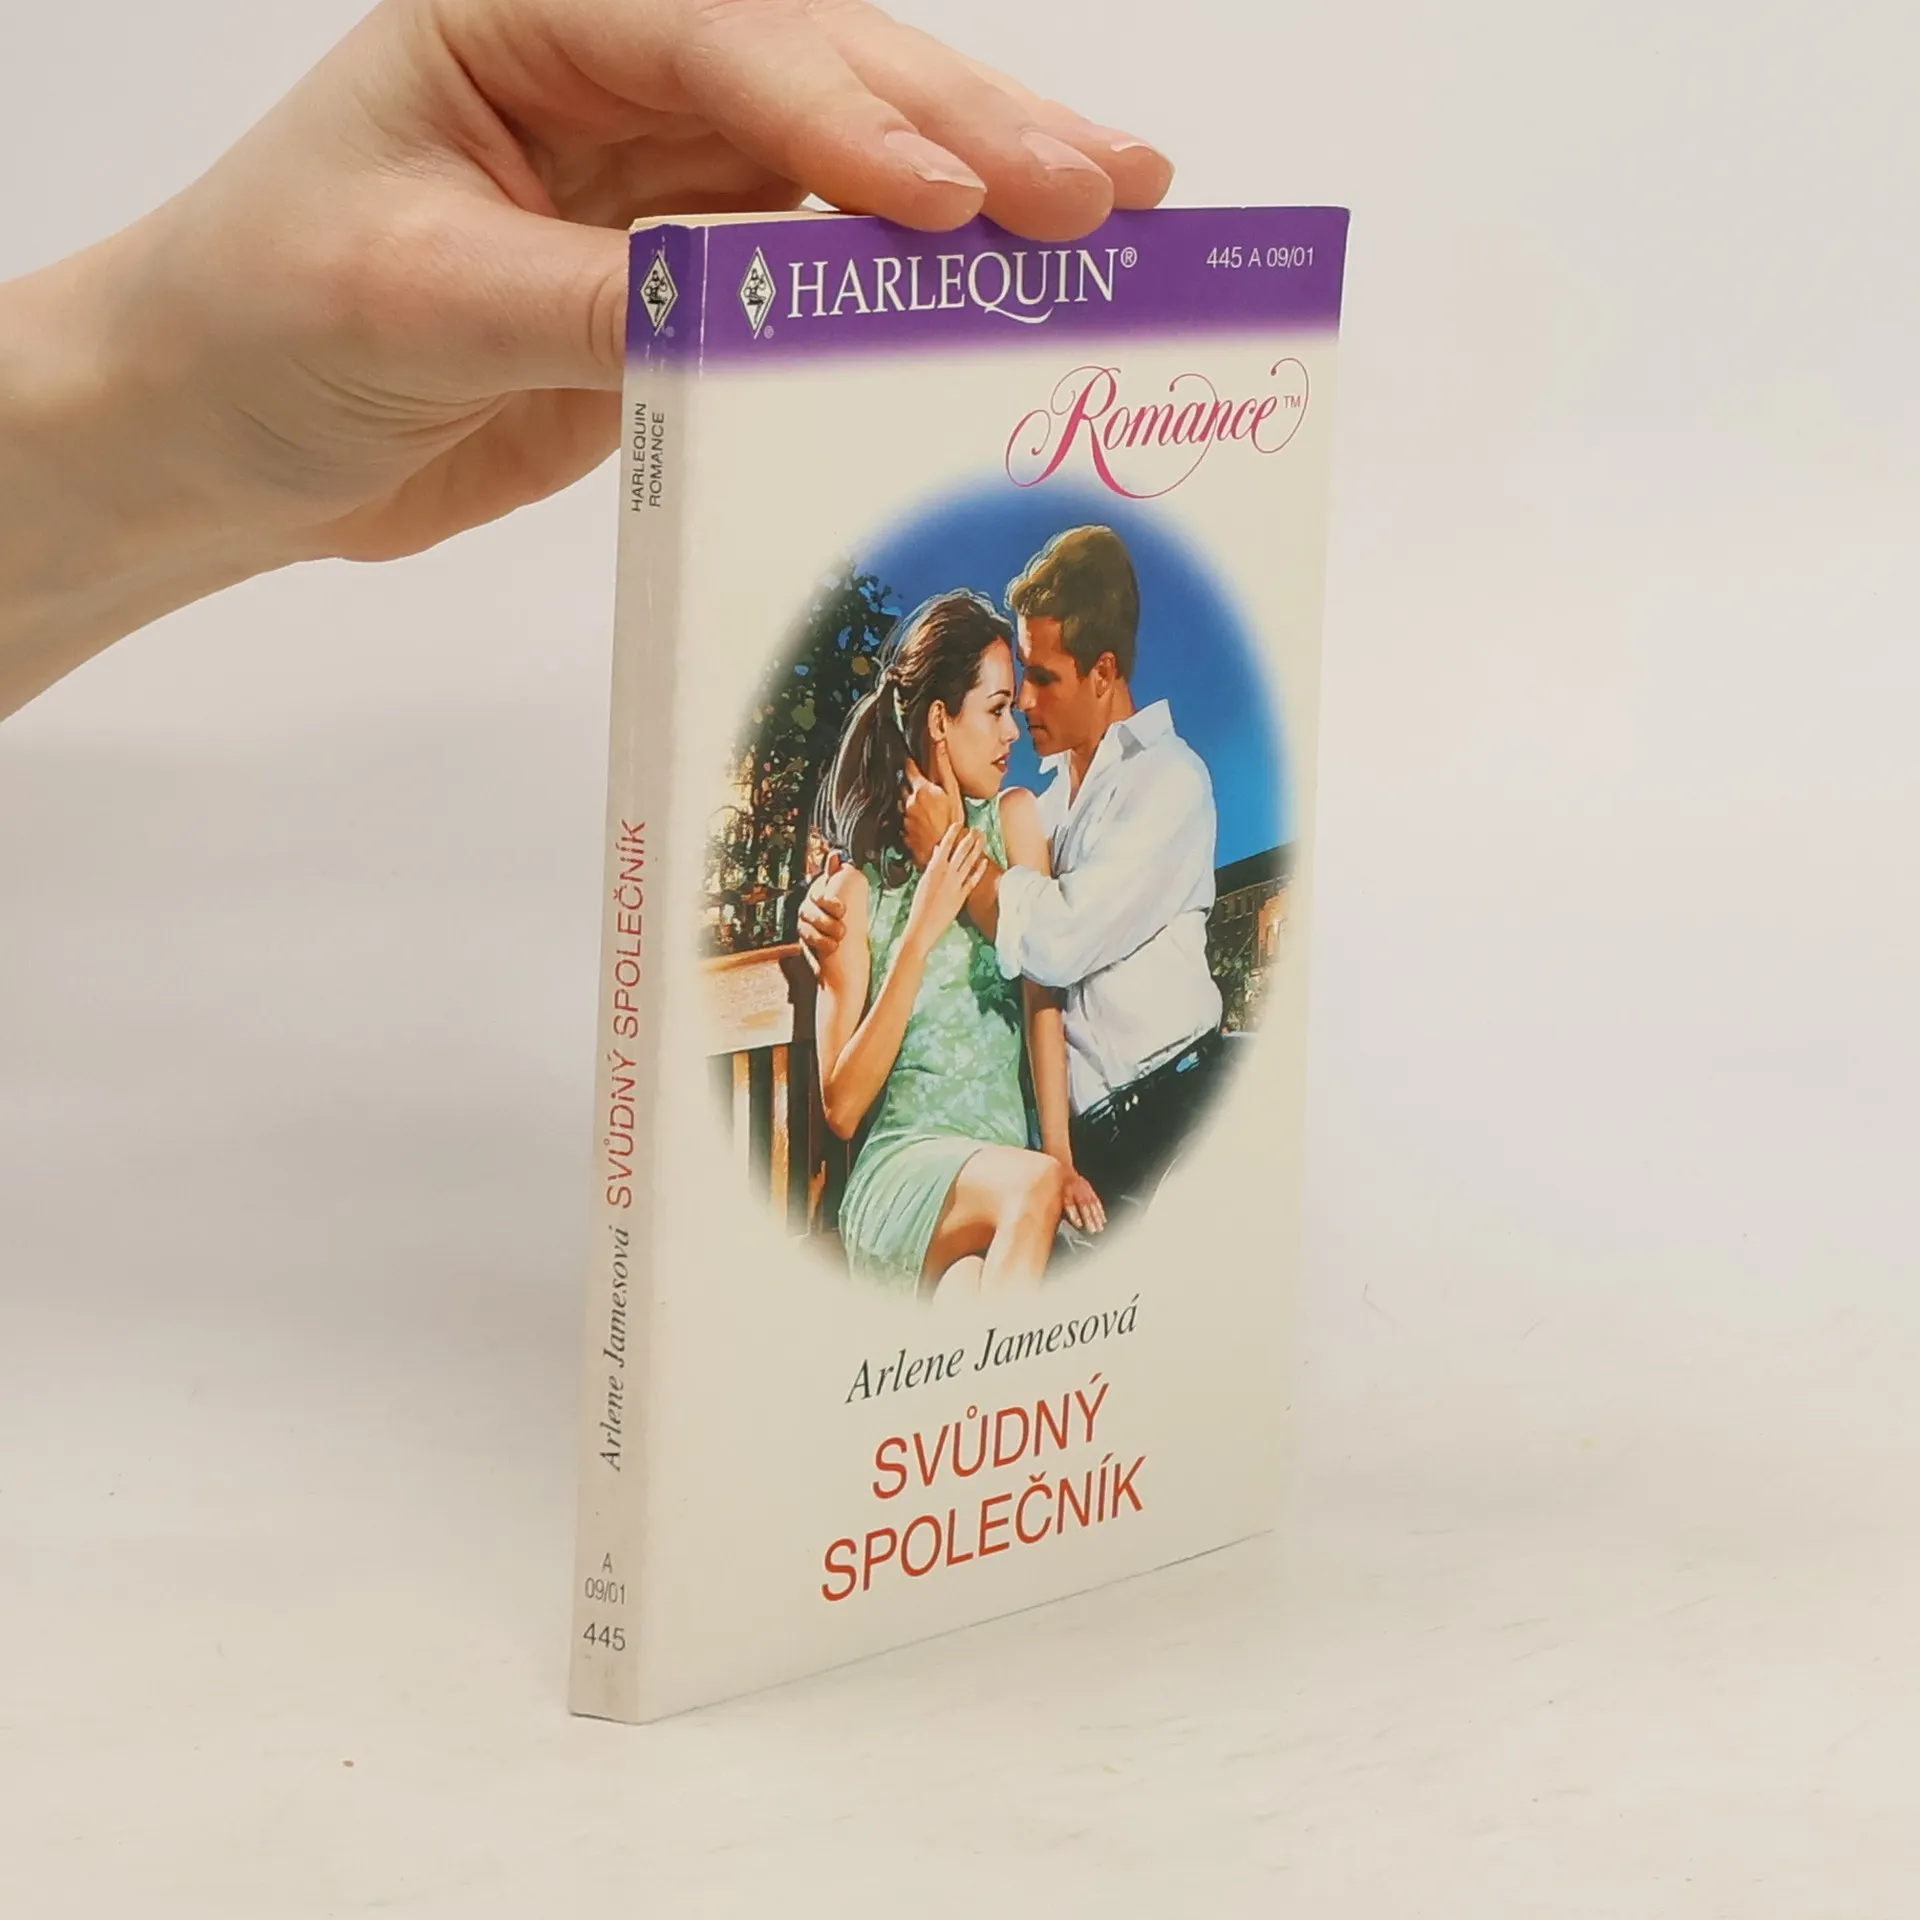 HARLEQUIN®
445 A 09/01
Romance™
Arlene Jamesová
SVŮDNÝ
SPOLEČNÍK
HARLEQUIN
ROMANCE
Arlene Jamesová SVŮDNÝ SPOLEČNÍK
A
09/01
445